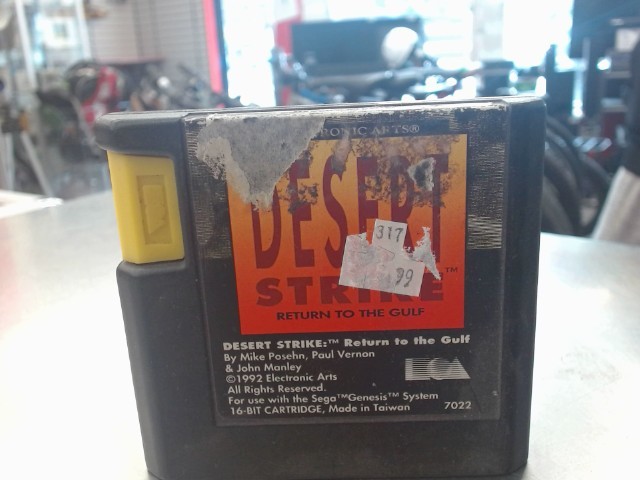 RONIC ARTS®
DESERT
317
99
STRIKE™
RETURN TO THE GULF
DESERT STRIKE:™ Return to the Gulf
By Mike Posehn, Paul Vernon
& John Manley
©1992 Electronic Arts
All Rights Reserved.
For use with the Sega™Genesis™ System
16-BIT CARTRIDGE, Made in Taiwan
7022
EA